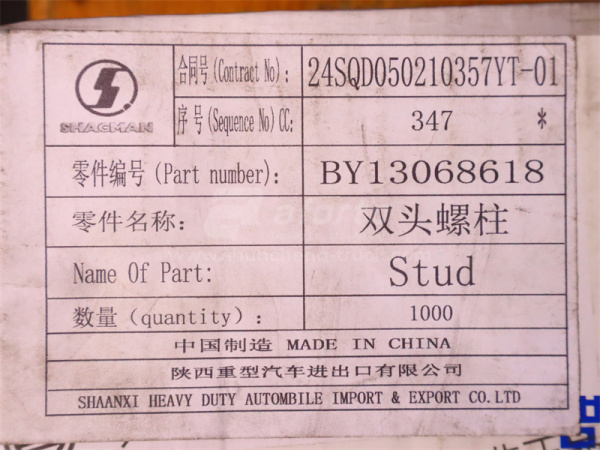 SHACMAN
合同号(Contract No): 24SQD050210357YT-01
序号(Sequence No)CC: 347 *
零件编号(Part number): BY13068618
零件名称: 双头螺柱
Name Of Part: Stud
数量(quantity): 1000
中国制造 MADE IN CHINA
陕西重型汽车进出口有限公司
SHAANXI HEAVY DUTY AUTOMBILE IMPORT & EXPORT CO.LTD